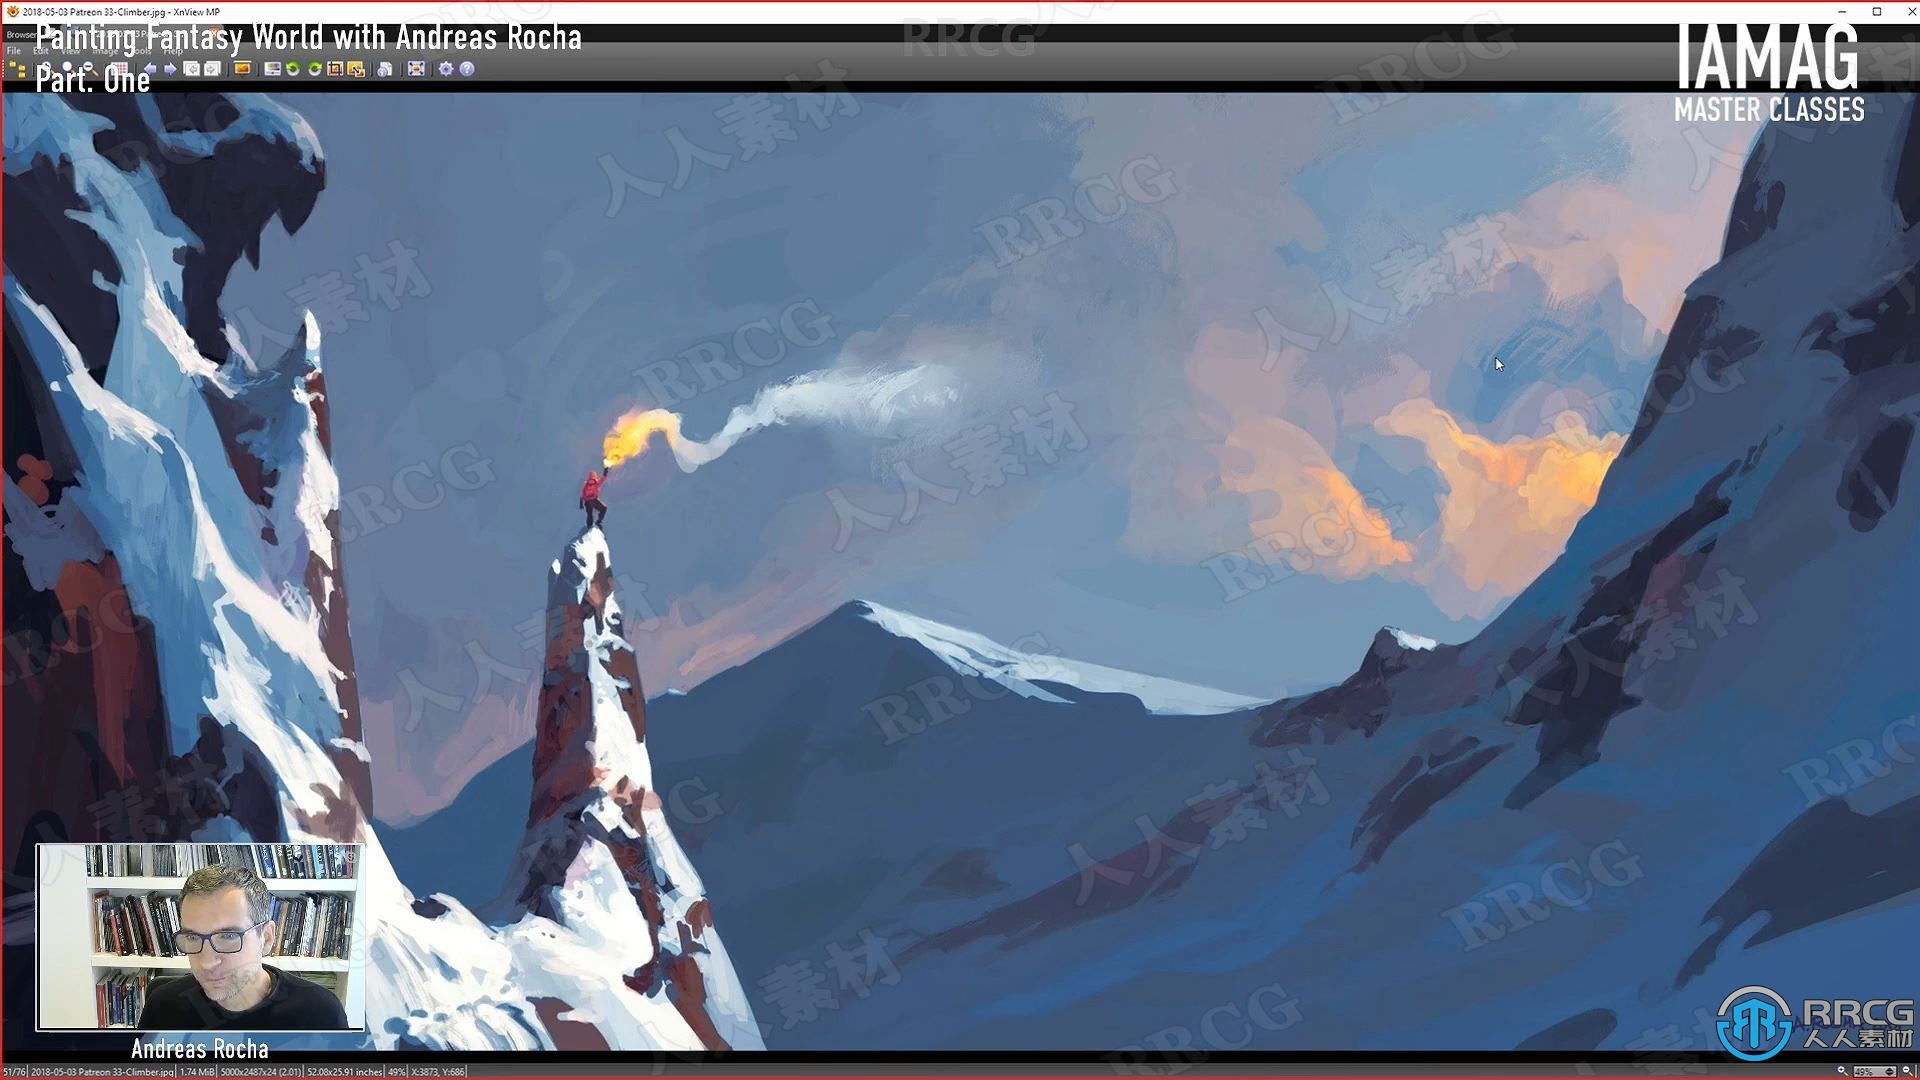 2018-05-03 Patreon 33-Climber.jpg - XnView MP
Browser
Painting Fantasy World with Andreas Rocha
File Edit View Image Tools Help
Part. One
IAMAG
MASTER CLASSES
RRCG
人人素材
Andreas Rocha
RRCG
人人素材
51/76 2018-05-03 Patreon 33-Climber.jpg 1.74 MiB 5000x2487x24 (2.01) 52.08x25.91 inches 49% X:3873, Y:686
49%